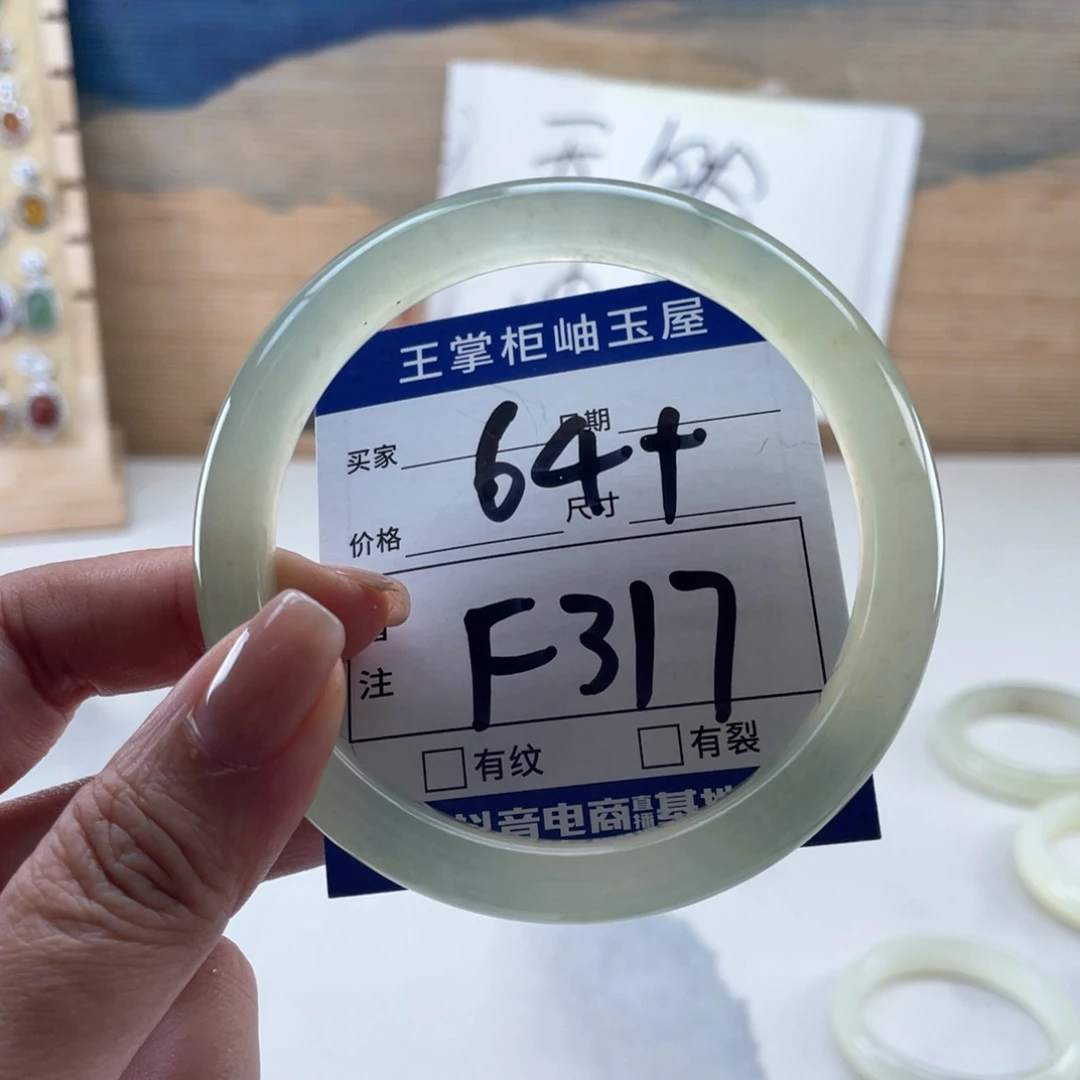 王掌柜岫玉屋
买家 日期
64+
价格 尺寸
注
F317
有纹 有裂
抖音电商直播基地